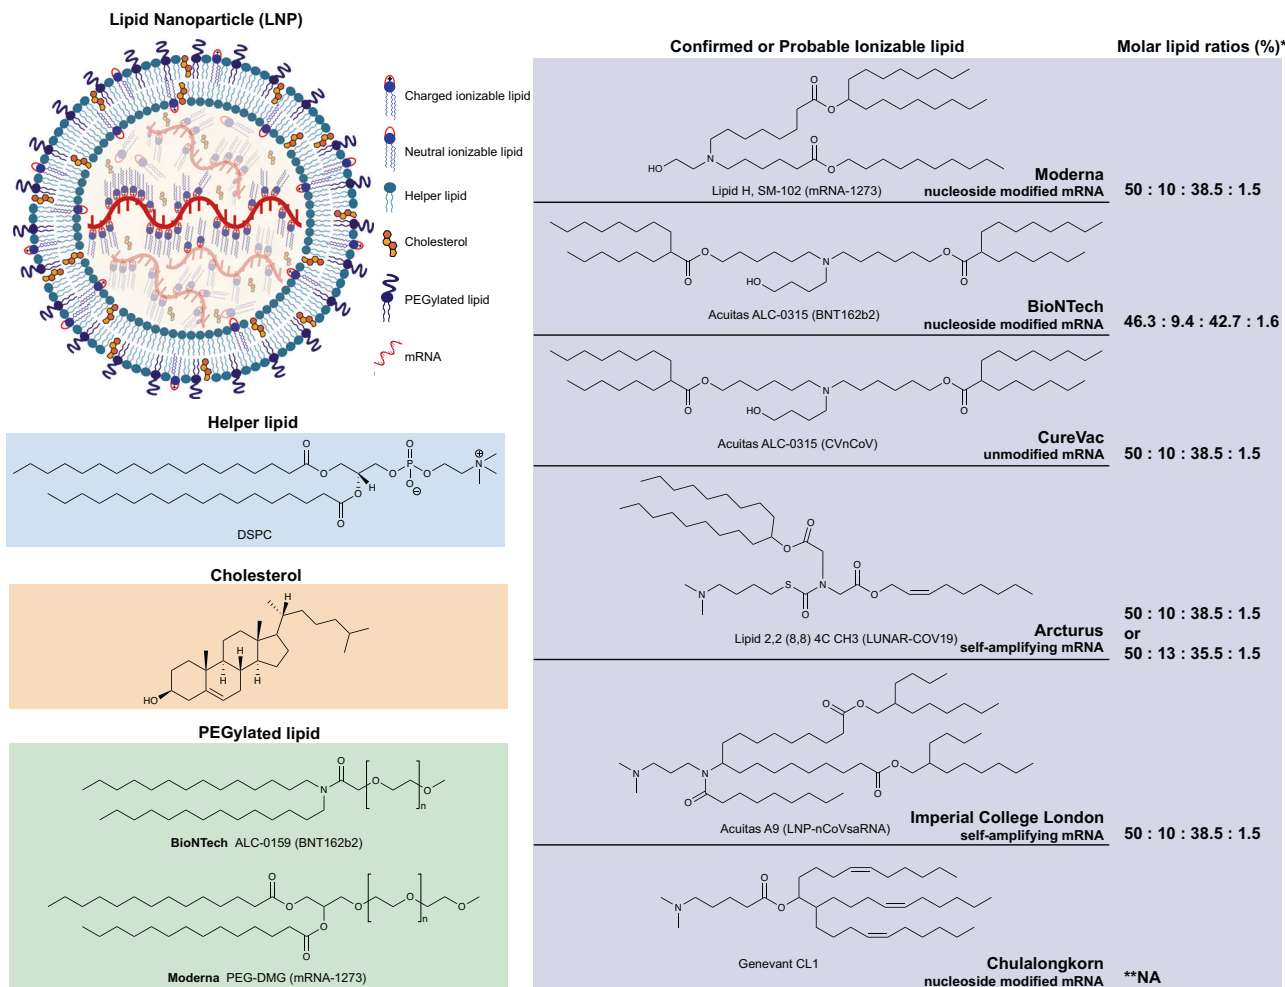 Lipid Nanoparticle (LNP)
Charged ionizable lipid
Neutral ionizable lipid
Helper lipid
Cholesterol
PEGylated lipid
mRNA
Helper lipid
O
O
O
P
O
O
⊖
O
N
⊕
H
O
O
DSPC
Cholesterol
H
H
H
H
HO
PEGylated lipid
O
N
O
O
n
BioNTech ALC-0159 (BNT162b2)
O
O
O
O
O
n
O
O
Moderna PEG-DMG (mRNA-1273)
Confirmed or Probable Ionizable lipid
Molar lipid ratios (%)*
O
O
HO
N
O
O
Lipid H, SM-102 (mRNA-1273)
Moderna
nucleoside modified mRNA
50 : 10 : 38.5 : 1.5
O
O
N
O
O
HO
Acuitas ALC-0315 (BNT162b2)
BioNTech
nucleoside modified mRNA
46.3 : 9.4 : 42.7 : 1.6
O
O
N
O
O
HO
Acuitas ALC-0315 (CVnCoV)
CureVac
unmodified mRNA
50 : 10 : 38.5 : 1.5
O
O
N
S
O
N
O
O
Lipid 2,2 (8,8) 4C CH3 (LUNAR-COV19)
Arcturus
self-amplifying mRNA
50 : 10 : 38.5 : 1.5
or
50 : 13 : 35.5 : 1.5
O
O
N
N
O
O
O
Acuitas A9 (LNP-nCoVsaRNA)
Imperial College London
self-amplifying mRNA
50 : 10 : 38.5 : 1.5
N
O
O
Genevant CL1
Chulalongkorn
nucleoside modified mRNA
**NA